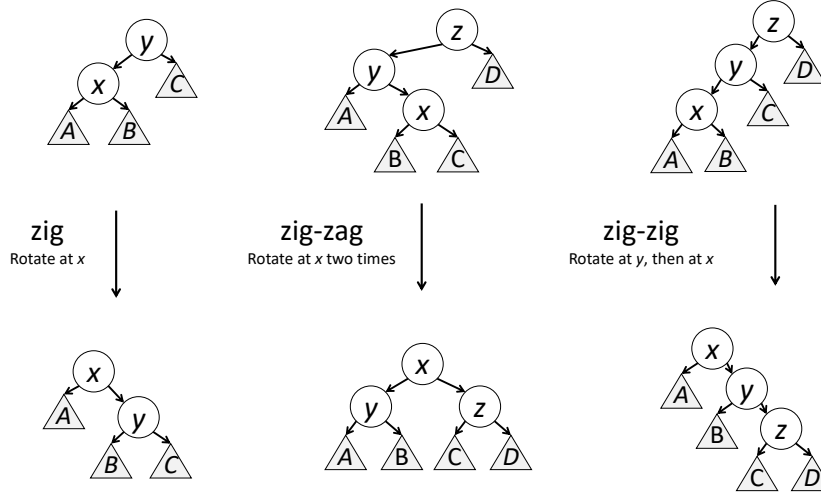 y
x
C
A
B
z
y
D
A
x
B
C
z
y
D
x
C
A
B
zig
Rotate at x
zig-zag
Rotate at x two times
zig-zig
Rotate at y, then at x
x
A
y
B
C
x
y
z
A
B
C
D
x
A
y
B
z
C
D